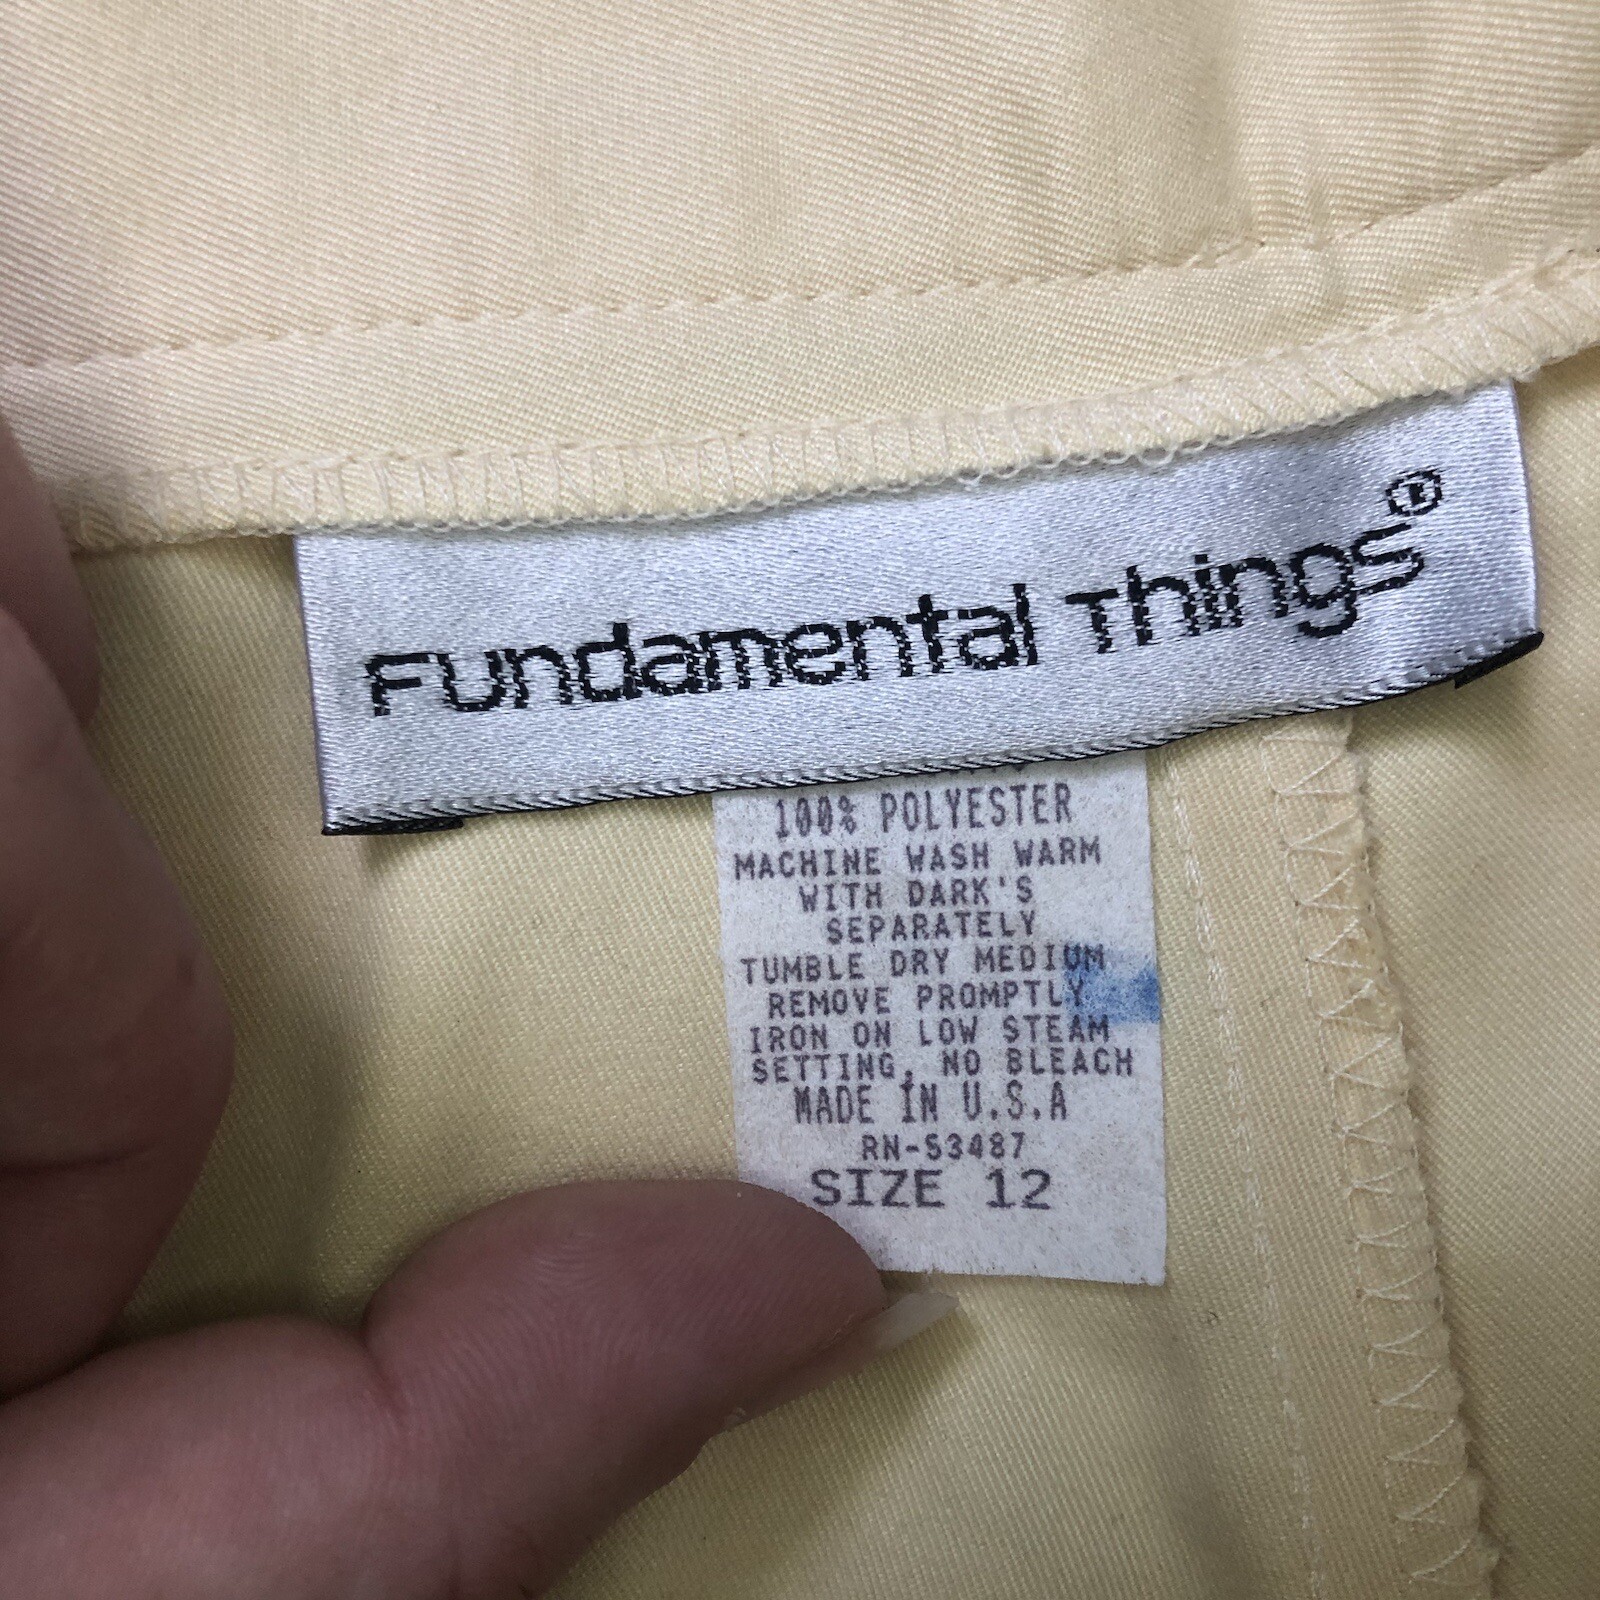 Fundamental Things®
100% POLYESTER
MACHINE WASH WARM
WITH DARK'S
SEPARATELY
TUMBLE DRY MEDIUM
REMOVE PROMPTLY
IRON ON LOW STEAM
SETTING, NO BLEACH
MADE IN U.S.A
RN-53487
SIZE 12